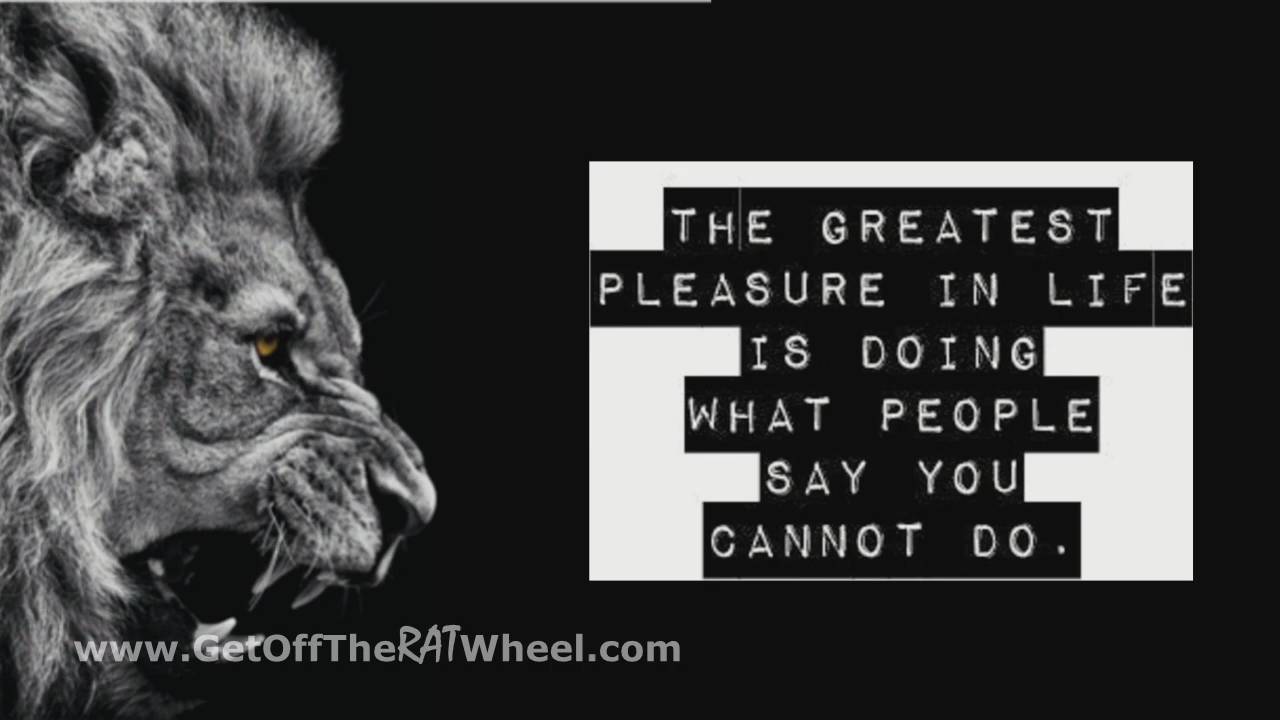 THE GREATEST
PLEASURE IN LIFE
IS DOING
WHAT PEOPLE
SAY YOU
CANNOT DO.
www.GetOffTheRATWheel.com